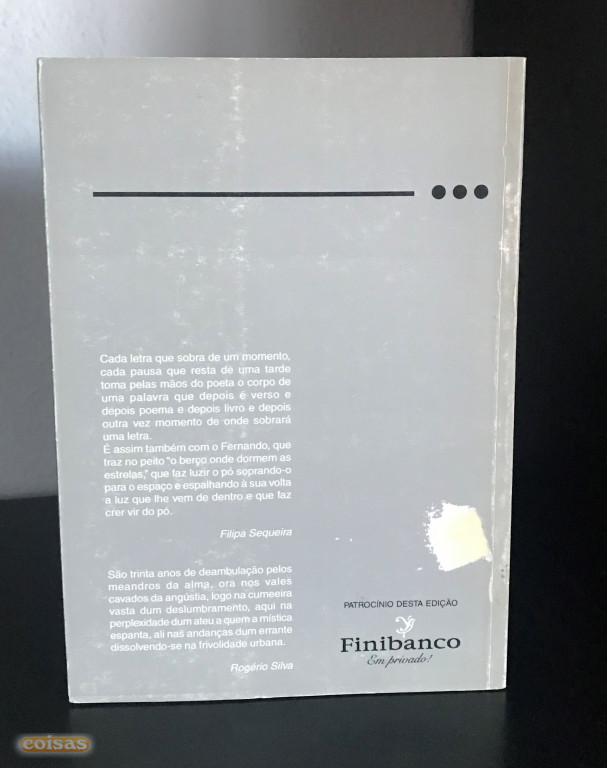 Cada letra que sobra de um momento,
cada pausa que resta de uma tarde
toma pelas mãos do poeta o corpo de
uma palavra que depois é verso e
depois poema e depois livro e depois
outra vez momento de onde sobrará
uma letra.
É assim também com o Fernando, que
traz no peito "o berço onde dormem as
estrelas," que faz luzir o pó soprando-o
para o espaço e espalhando à sua volta
a luz que lhe vem de dentro e que faz
crer vir do pó.
Filipa Sequeira
São trinta anos de deambulação pelos
meandros da alma, ora nos vales
cavados da angústia, logo na cumeeira
vasta dum deslumbramento, aqui na
perplexidade dum ateu a quem a mística
espanta, ali nas andanças dum errante
dissolvendo-se na frivolidade urbana.
Rogério Silva
PATROCÍNIO DESTA EDIÇÃO
Finibanco
Em privado!
coisas